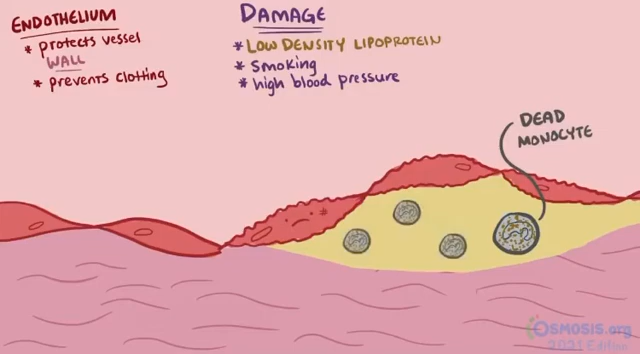 ENDOTHELIUM
* protects vessel
WALL
* prevents clotting
DAMAGE
* LOW DENSITY LIPOPROTEIN
* smoking
* high blood pressure
DEAD
MONOCYTE
OSMOSIS.org
2021 Edition